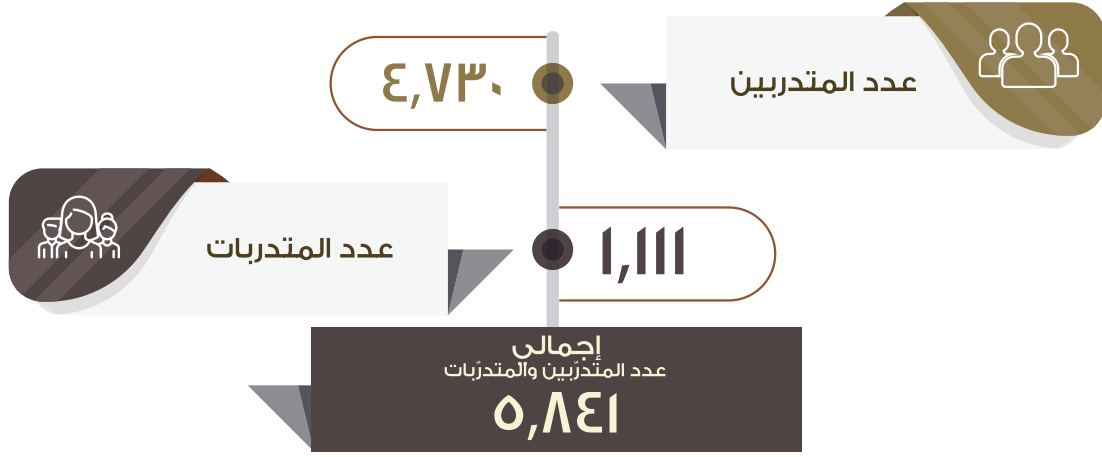 عدد المتدربين
٤,٧٣٠
عدد المتدربات
١,١١١
إجمالي
عدد المتدرّبين والمتدرّبات
٥,٨٤١